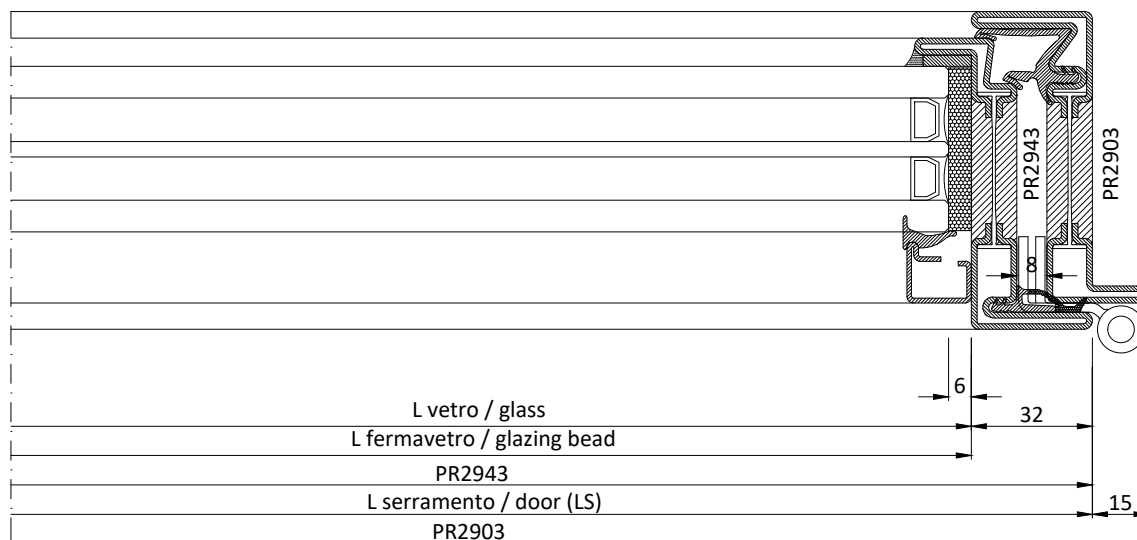 PR2943
PR2903
8
6
L vetro / glass
32
L fermavetro / glazing bead
PR2943
L serramento / door (LS)
15
PR2903